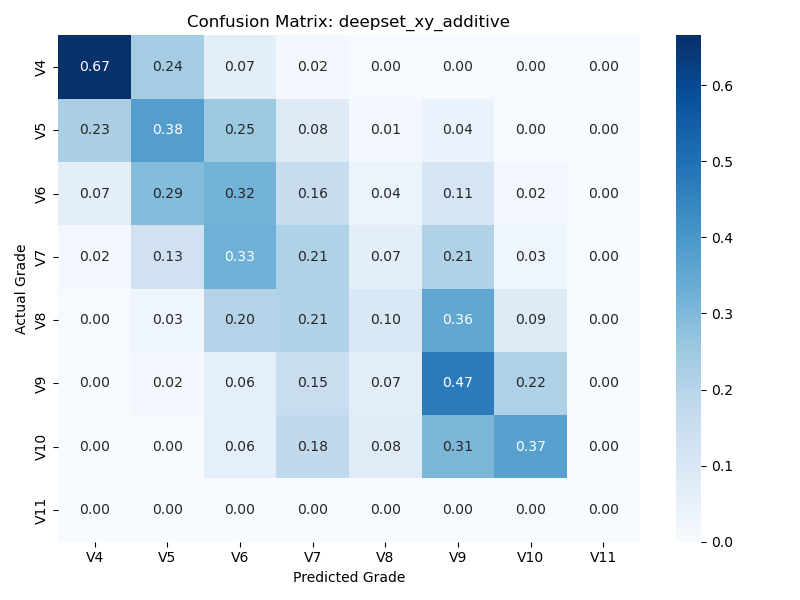 Confusion Matrix: deepset_xy_additive
Actual Grade
V4 0.67 0.24 0.07 0.02 0.00 0.00 0.00 0.00
V5 0.23 0.38 0.25 0.08 0.01 0.04 0.00 0.00
V6 0.07 0.29 0.32 0.16 0.04 0.11 0.02 0.00
V7 0.02 0.13 0.33 0.21 0.07 0.21 0.03 0.00
V8 0.00 0.03 0.20 0.21 0.10 0.36 0.09 0.00
V9 0.00 0.02 0.06 0.15 0.07 0.47 0.22 0.00
V10 0.00 0.00 0.06 0.18 0.08 0.31 0.37 0.00
V11 0.00 0.00 0.00 0.00 0.00 0.00 0.00 0.00
V4 V5 V6 V7 V8 V9 V10 V11
Predicted Grade
0.6
0.5
0.4
0.3
0.2
0.1
0.0